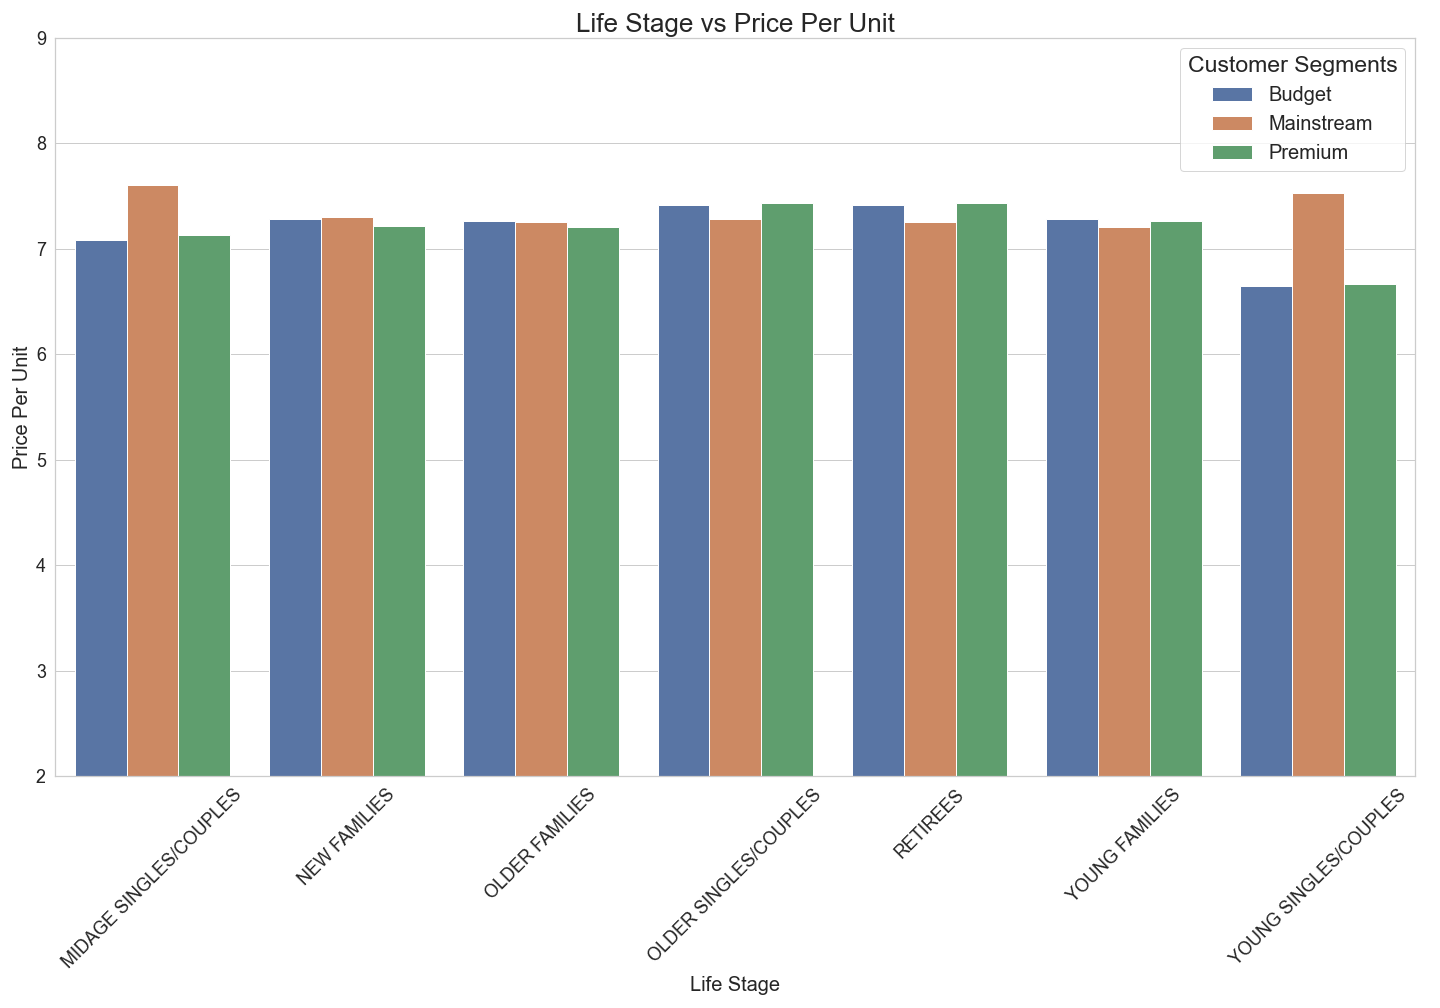 Life Stage vs Price Per Unit
Customer Segments
Budget
Mainstream
Premium
Price Per Unit
9
8
7
6
5
4
3
2
MIDAGE SINGLES/COUPLES
NEW FAMILIES
OLDER FAMILIES
OLDER SINGLES/COUPLES
RETIREES
YOUNG FAMILIES
YOUNG SINGLES/COUPLES
Life Stage